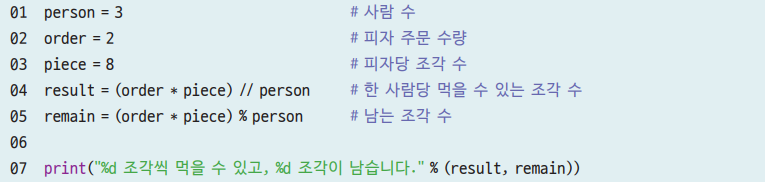 01 person = 3 # 사람 수
02 order = 2 # 피자 주문 수량
03 piece = 8 # 피자당 조각 수
04 result = (order * piece) // person # 한 사람당 먹을 수 있는 조각 수
05 remain = (order * piece) % person # 남는 조각 수
06
07 print("%d 조각씩 먹을 수 있고, %d 조각이 남습니다." % (result, remain))